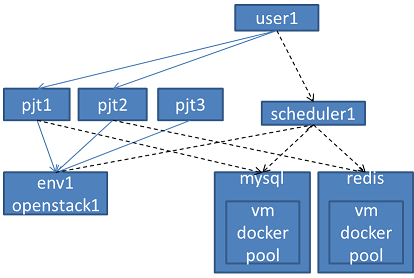 user1
pjt1
pjt2
pjt3
scheduler1
env1
openstack1
mysql
vm
docker
pool
redis
vm
docker
pool